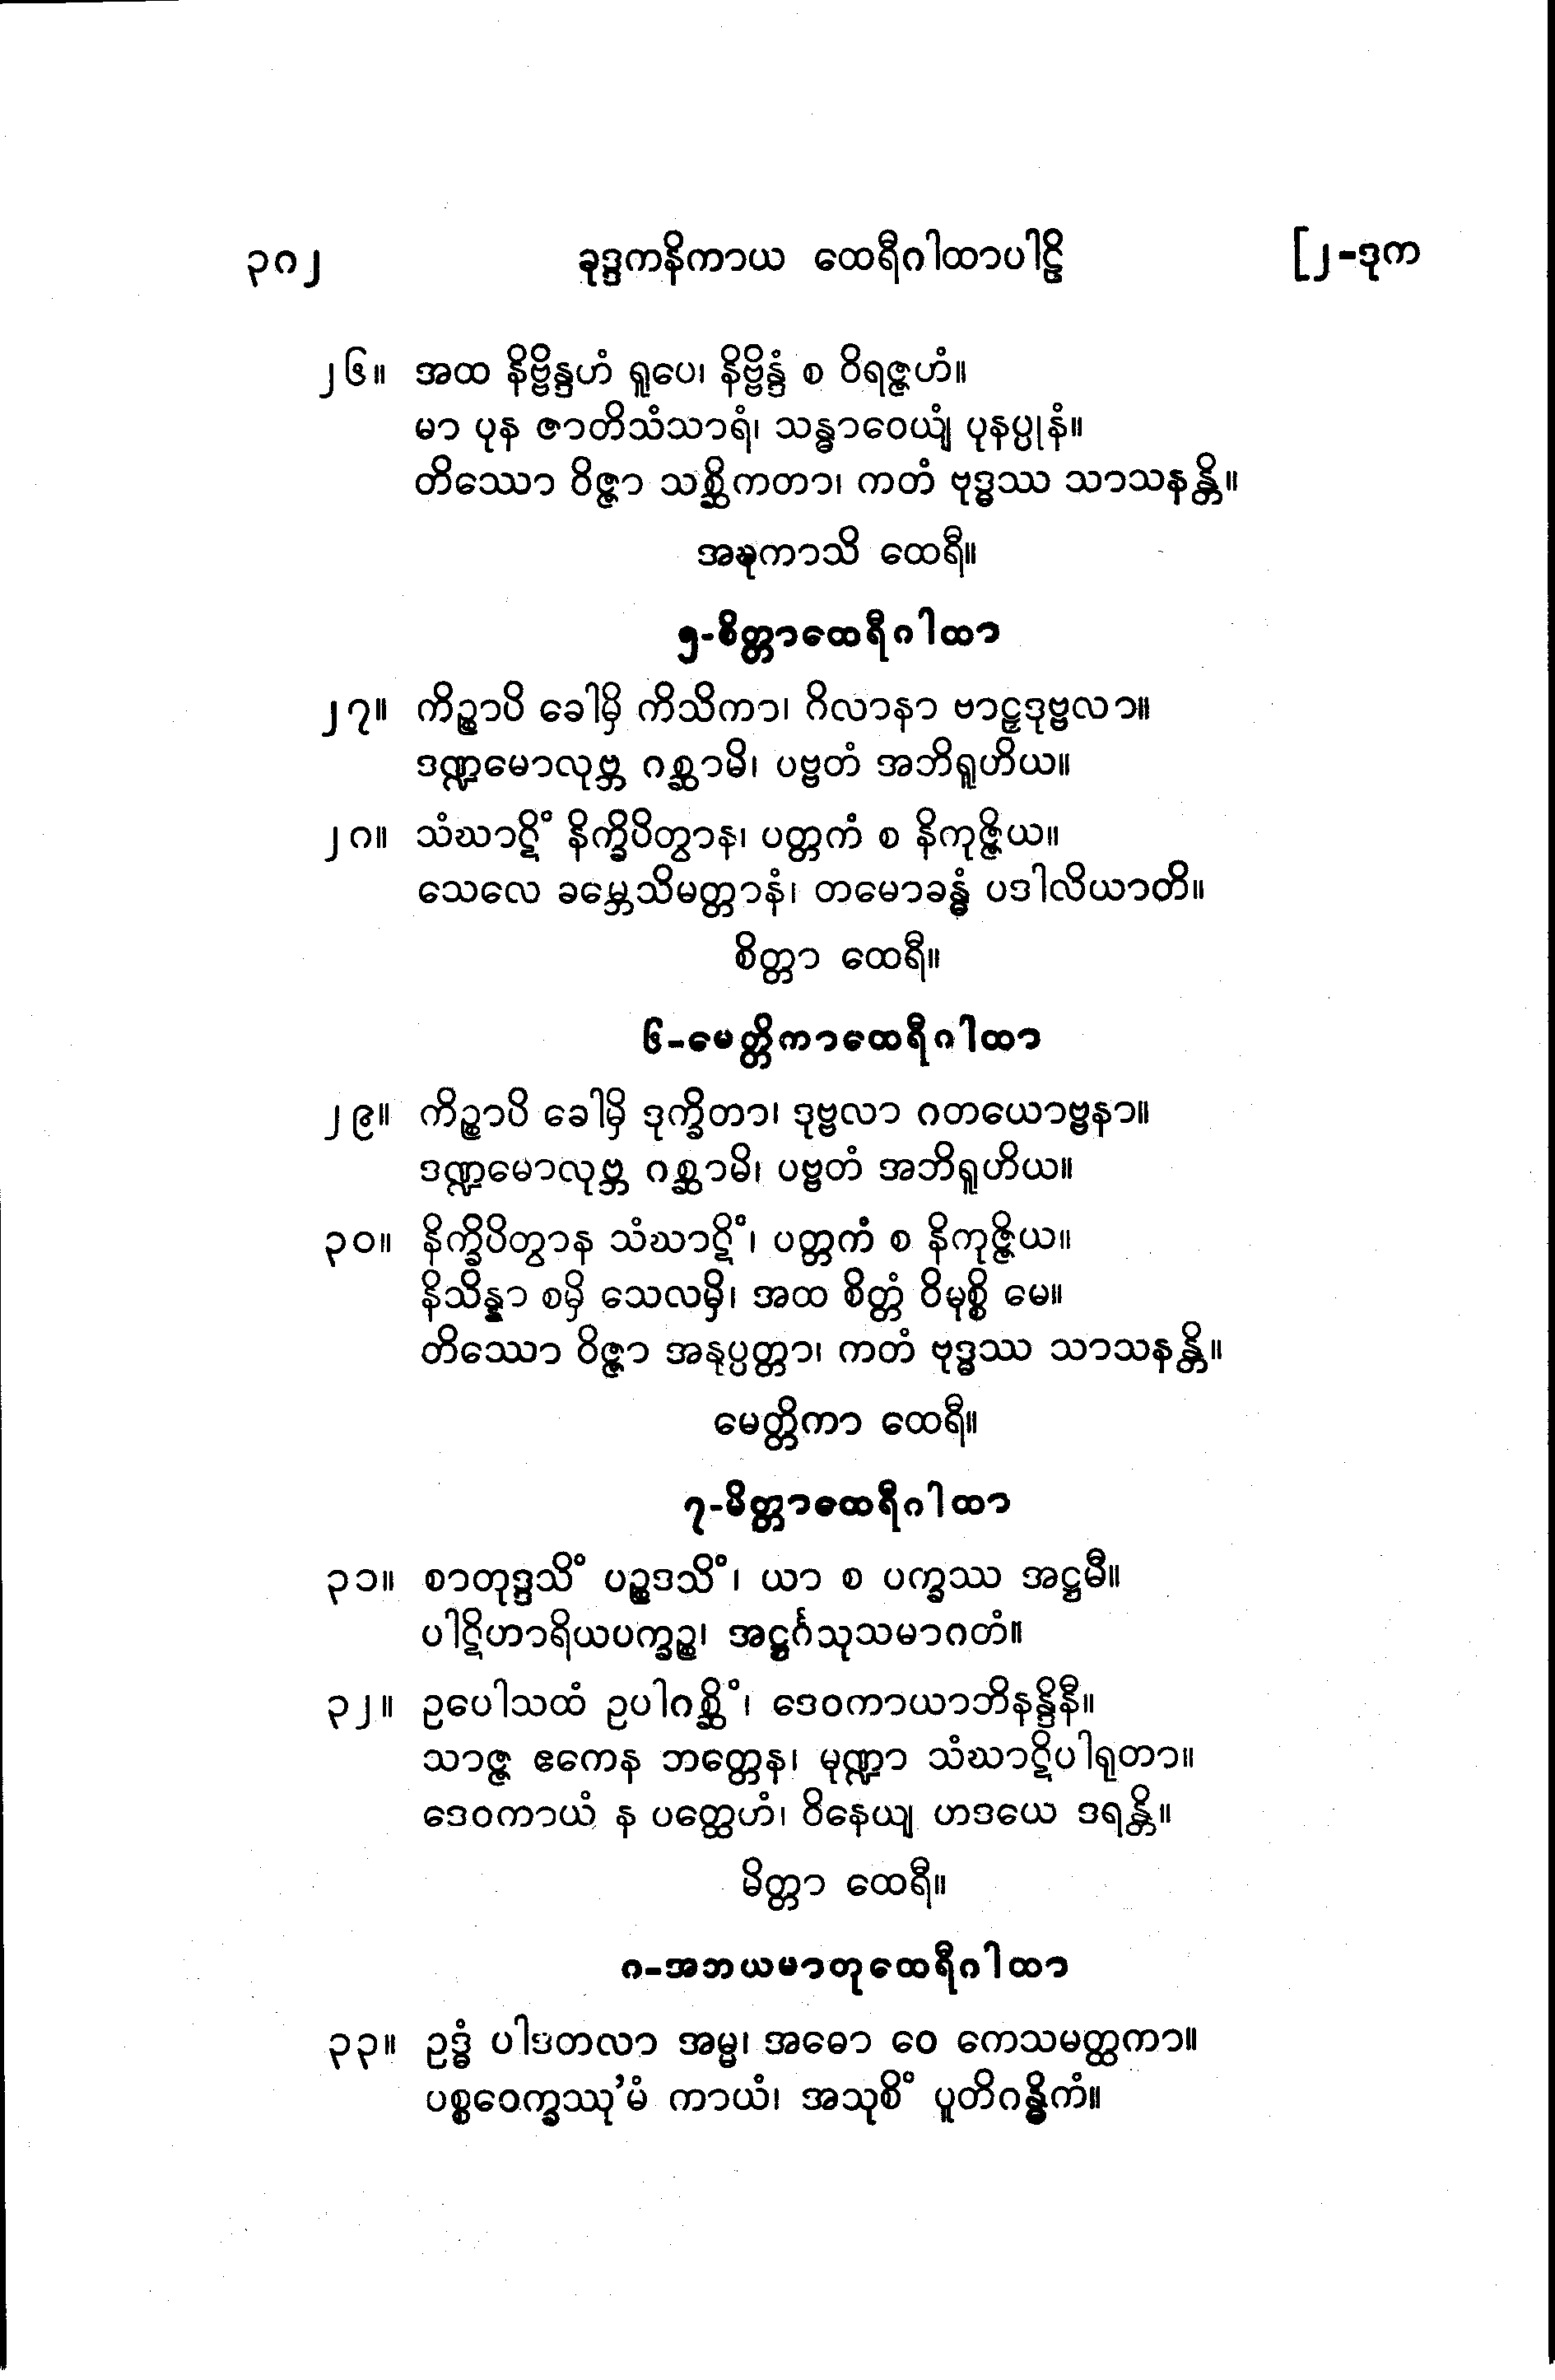 ၃၈၂ ခုဒ္ဒကနိကာယ ထေရီဂါထာပါဠိ [၂-ဒုက
၂၆။ အထ နိဗ္ဗိန္ဒဟံ ရူပေ၊ နိဗ္ဗိန္ဒံ စ ဝိရဇ္ဇဟံ။
မာ ပုန ဇာတိသံသာရံ၊ သန္ဓာဝေယျံ ပုနပ္ပုနံ။
တိဿော ဝိဇ္ဇာ သစ္ဆိကတာ၊ ကတံ ဗုဒ္ဓဿ သာသနန္တိ။
အဍ္ဎကာသိ ထေရီ။
၅-စိတ္တာထေရီဂါထာ
၂၇။ ကိဉ္စာပိ ခေါမှိ ကိသိကာ၊ ဂိလာနာ ဗာဠှဒုဗ္ဗလာ။
ဒဏ္ဍမောလုဗ္ဘ ဂစ္ဆာမိ၊ ပဗ္ဗတံ အဘိရူဟိယ။
၂၈။ သံဃာဋိံ နိက္ခိပိတွာန၊ ပတ္တကံ စ နိကုဇ္ဇိယ။
သေလေ ခမ္ဘေသိမတ္တာနံ၊ တမောခန္ဓံ ပဒါလိယာတိ။
စိတ္တာ ထေရီ။
၆-မေတ္တိကာထေရီဂါထာ
၂၉။ ကိဉ္စာပိ ခေါမှိ ဒုက္ခိတာ၊ ဒုဗ္ဗလာ ဂတယောဗ္ဗနာ။
ဒဏ္ဍမောလုဗ္ဘ ဂစ္ဆာမိ၊ ပဗ္ဗတံ အဘိရူဟိယ။
၃၀။ နိက္ခိပိတွာန သံဃာဋိံ၊ ပတ္တကံ စ နိကုဇ္ဇိယ။
နိသိန္နာ စမှိ သေလမှိ၊ အထ စိတ္တံ ဝိမုစ္စိ မေ။
တိဿော ဝိဇ္ဇာ အနုပ္ပတ္တာ၊ ကတံ ဗုဒ္ဓဿ သာသနန္တိ။
မေတ္တိကာ ထေရီ။
၇-မိတ္တာထေရီဂါထာ
၃၁။ စာတုဒ္ဒသိံ ပဉ္စဒသိံ၊ ယာ စ ပက္ခဿ အဋ္ဌမီ။
ပါဋိဟာရိယပက္ခဉ္စ၊ အဋ္ဌင်္ဂသုသမာဂတံ။
၃၂။ ဥပေါသထံ ဥပါဂစ္ဆိံ၊ ဒေဝကာယာဘိနန္ဒိနီ။
သာဇ္ဇ ဧကေန ဘတ္တေန၊ မုဏ္ဍာ သံဃာဋိပါရုတာ။
ဒေဝကာယံ န ပတ္ထေဟံ၊ ဝိနေယျ ဟဒယေ ဒရန္တိ။
မိတ္တာ ထေရီ။
၈-အဘယမာတုထေရီဂါထာ
၃၃။ ဥဒ္ဓံ ပါဒတလာ အမ္မ၊ အဓော ဝေ ကေသမတ္ထကာ။
ပစ္စဝေက္ခဿု’မံ ကာယံ၊ အသုစိံ ပူတိဂန္ဓိကံ။